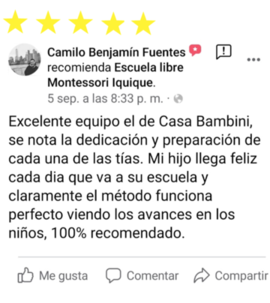 Camilo Benjamín Fuentes
recomienda Escuela libre
Montessori Iquique.
5 sep. a las 8:33 p. m. ·
Excelente equipo el de Casa Bambini,
se nota la dedicación y preparación de
cada una de las tías. Mi hijo llega feliz
cada dia que va a su escuela y
claramente el método funciona
perfecto viendo los avances en los
niños, 100% recomendado.
Me gusta Comentar Compartir